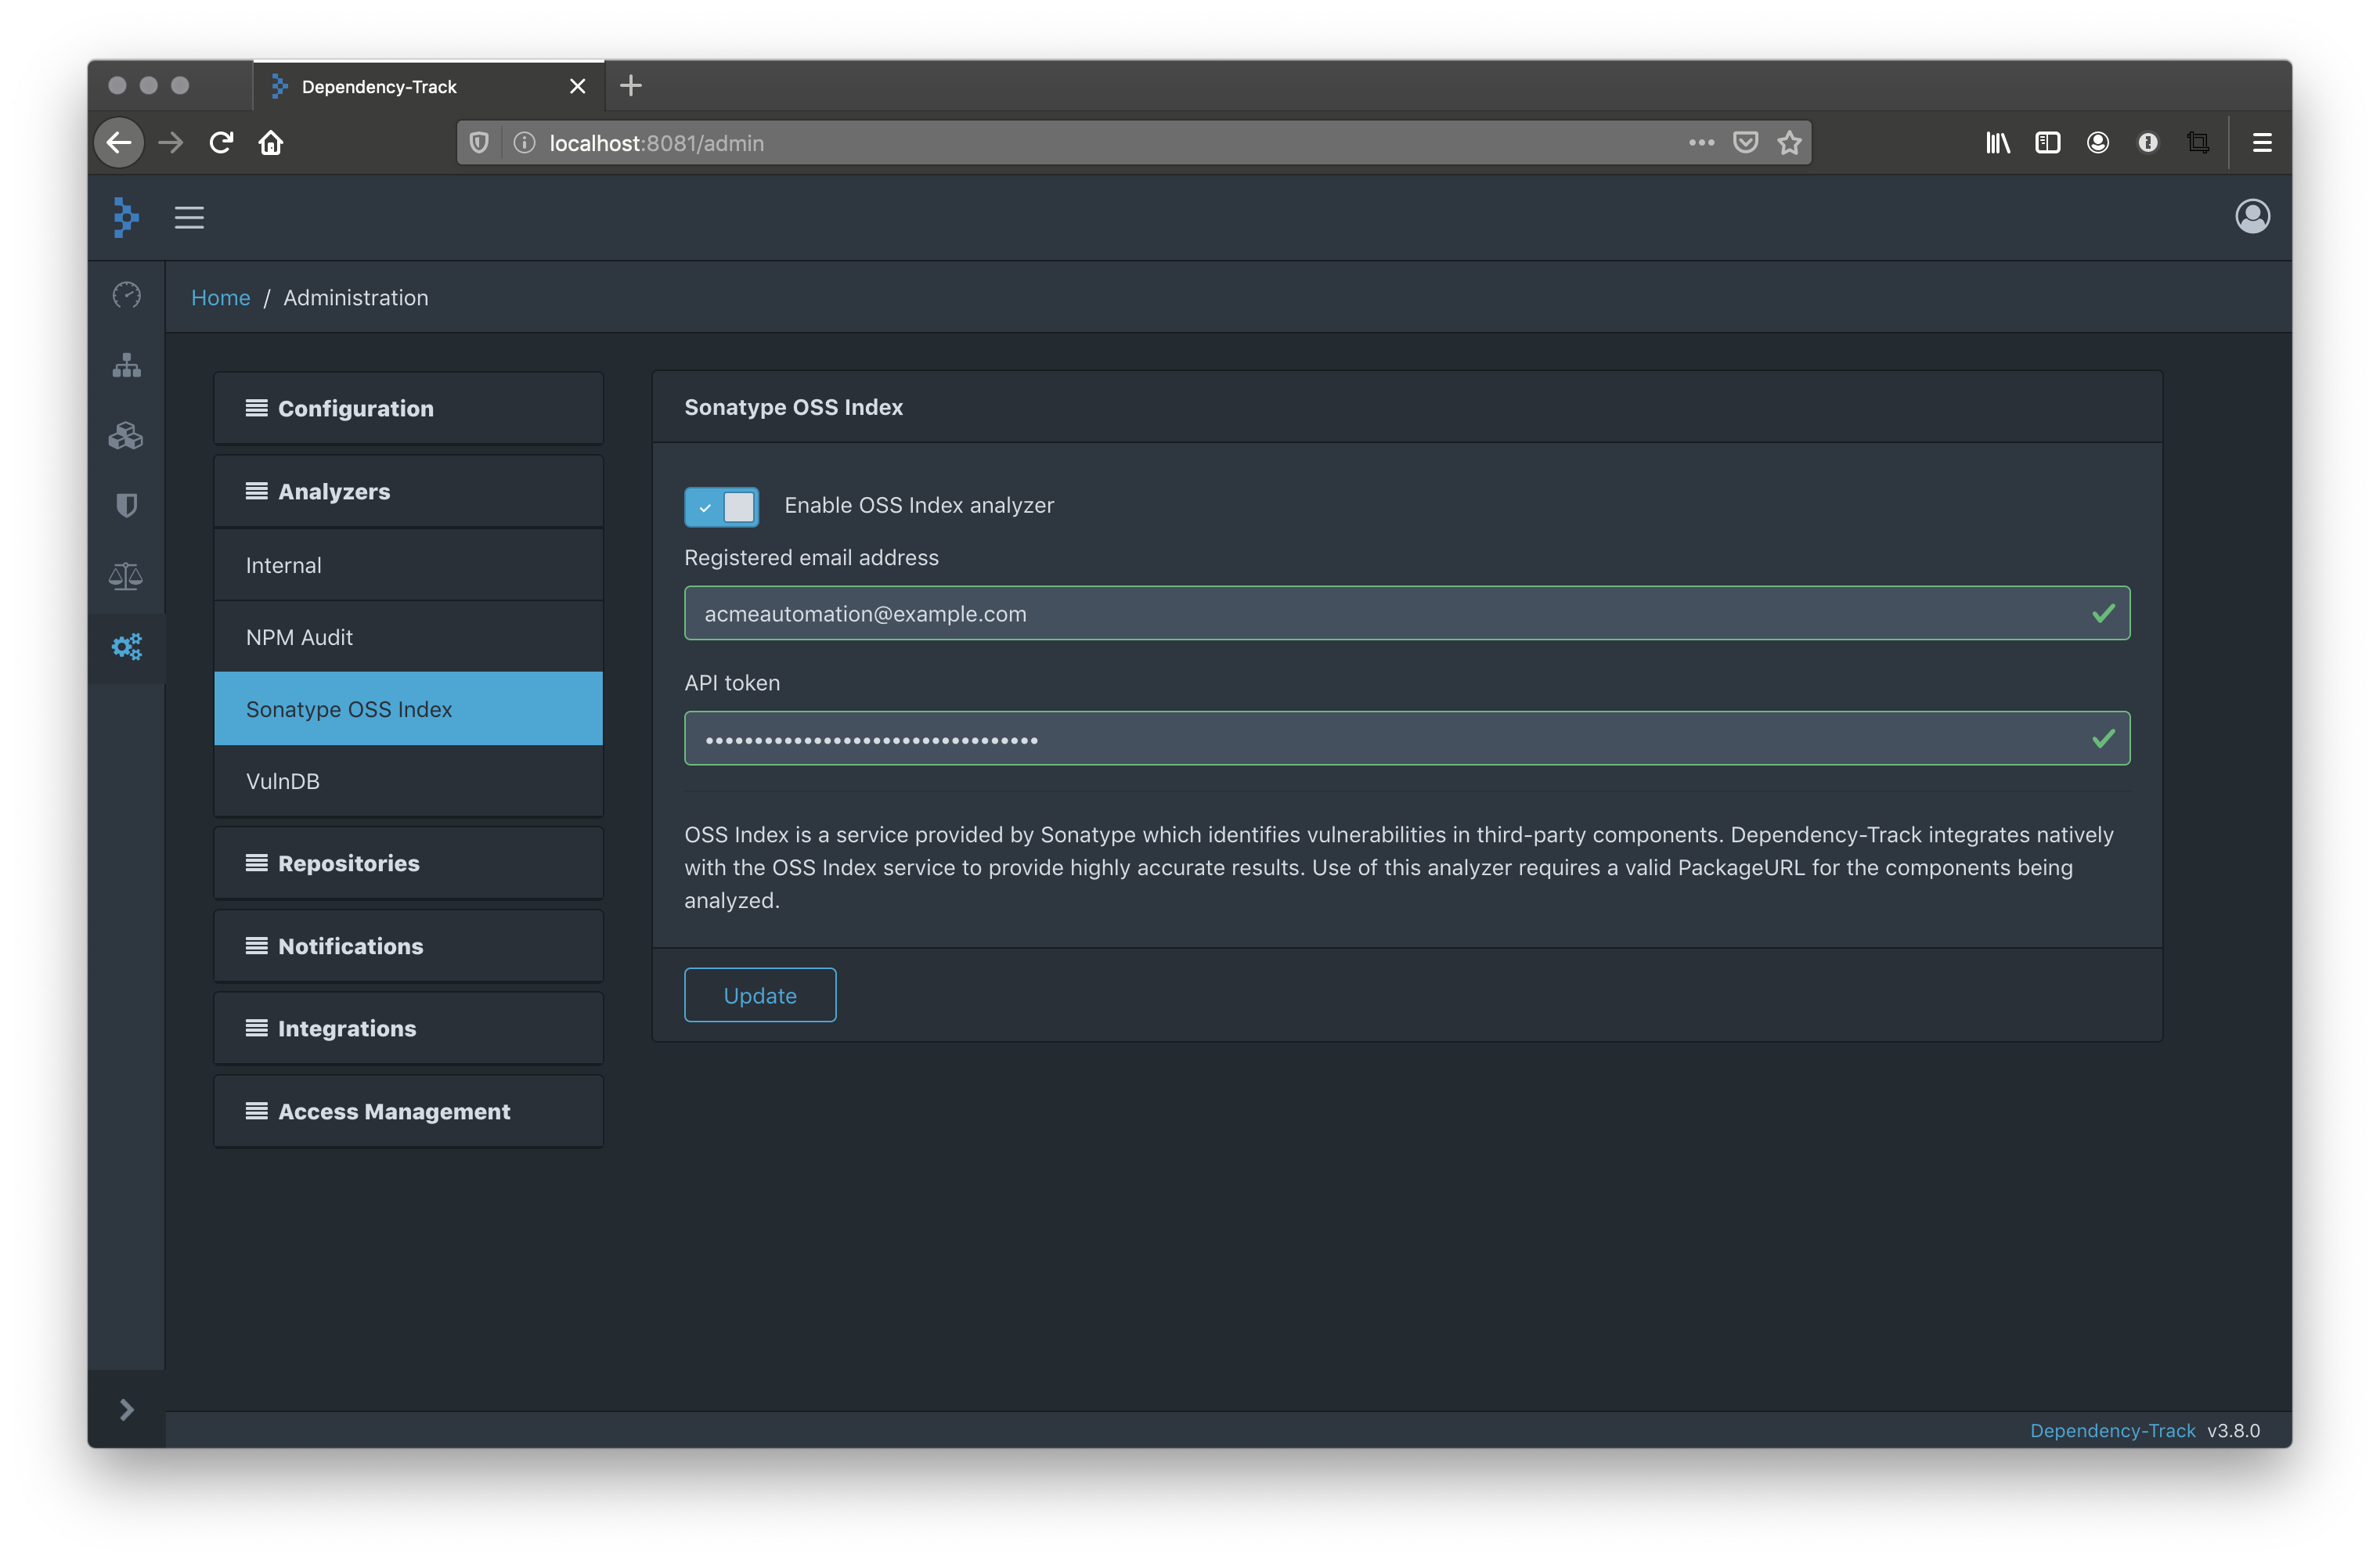 Dependency-Track
localhost:8081/admin
Home / Administration
Configuration
Analyzers
Internal
NPM Audit
Sonatype OSS Index
VulnDB
Repositories
Notifications
Integrations
Access Management
Sonatype OSS Index
Enable OSS Index analyzer
Registered email address
acmeautomation@example.com
API token
••••••••••••••••••••••••••••••••••
OSS Index is a service provided by Sonatype which identifies vulnerabilities in third-party components. Dependency-Track integrates natively
with the OSS Index service to provide highly accurate results. Use of this analyzer requires a valid PackageURL for the components being
analyzed.
Update
Dependency-Track v3.8.0